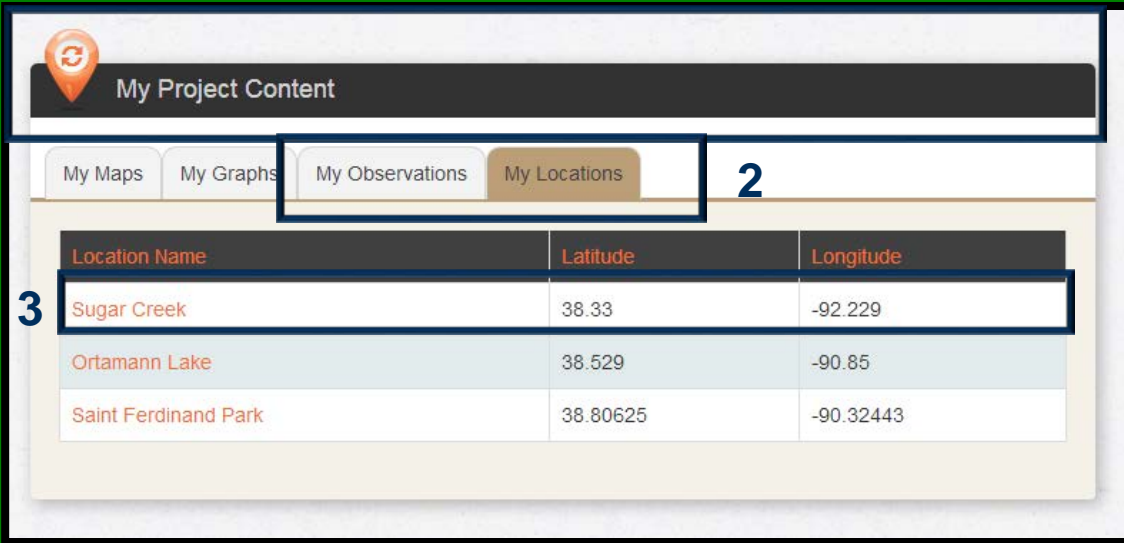 My Project Content
My Maps My Graphs My Observations My Locations 2
Location Name Latitude Longitude
3 Sugar Creek 38.33 -92.229
Ortamann Lake 38.529 -90.85
Saint Ferdinand Park 38.80625 -90.32443